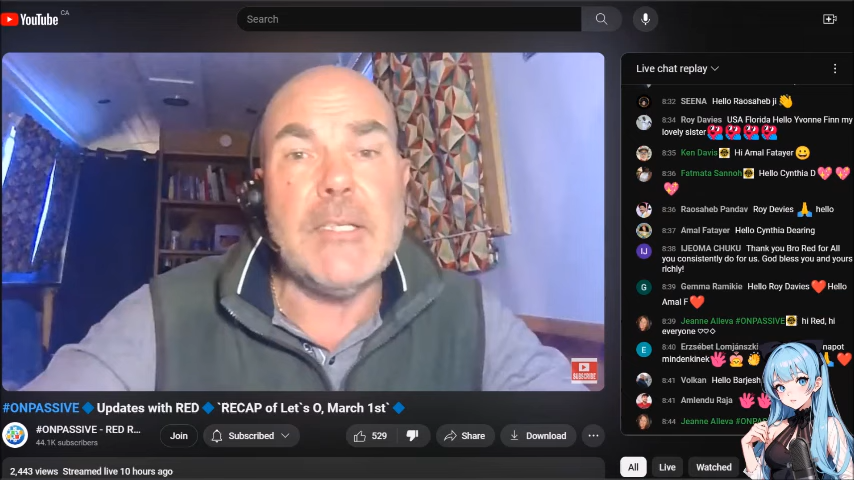 YouTube CA
Search
Live chat replay
8:32 SEENA Hello Raosaheb ji 👏
8:34 Roy Davies USA Florida Hello Yvonne Finn my
lovely sister
8:35 Ken Davis Hi Amal Fatayer 😀
8:36 Fatmata Sannoh Hello Cynthia D 💖 💖
💖
8:36 Raosaheb Pandav Roy Devies 🙏 hello
8:37 Amal Fatayer Hello Cynthia Dearing
8:38 IJEOMA CHUKU Thank you Bro Red for All
you consistently do for us. God bless you and yours
richly!
8:39 Gemma Ramikie Hello Roy Davies ❤️ Hello
Amal F ❤️
8:39 Jeanne Alleva #ONPASSIVE hi Red, hi
everyone ♡♡◇
8:40 Erzsébet Lomjánszki napot
mindenkinek
8:41 Volkan Hello Barjesh
8:41 Amlendu Raja
8:44 Jeanne Alleva
SUBSCRIBE
#ONPASSIVE 🔷 Updates with RED 🔷 `RECAP of Let`s O, March 1st` 🔷
#ONPASSIVE - RED R...
44.1K subscribers
Join
Subscribed
529
Share
Download
2,443 views Streamed live 10 hours ago
All
Live
Watched